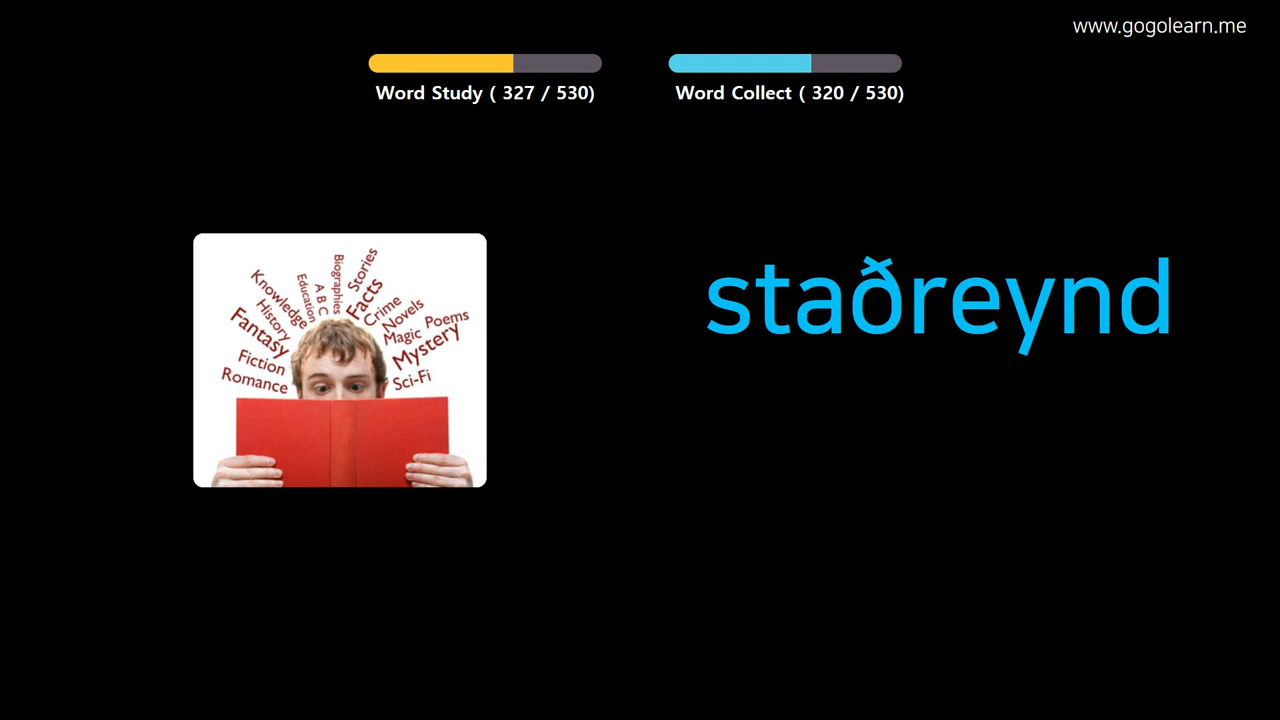 www.gogolearn.me
Word Study ( 327 / 530)
Word Collect ( 320 / 530)
staðreynd
Knowledge
History
Fantasy
Fiction
Romance
Education
A B C
Biographies
Stories
Facts
Crime
Novels
Magic
Poems
Mystery
Sci-Fi